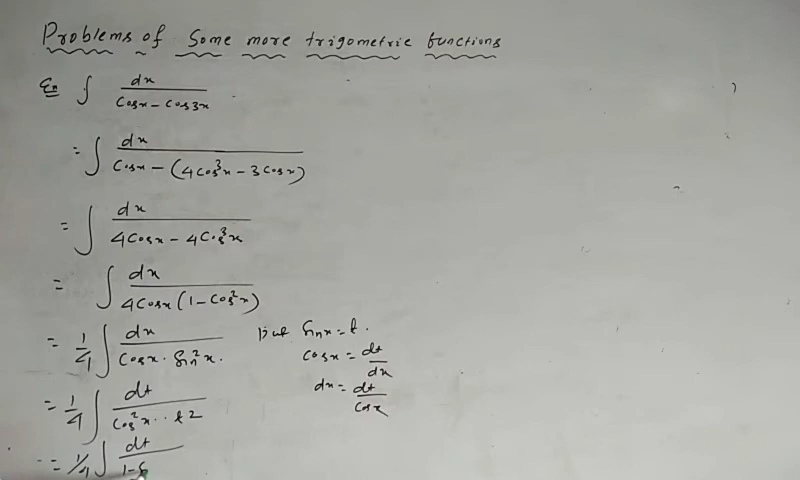 Problems of Some more trigometric functions
Ex ∫ dx / (Cosx - Cos3x)
= ∫ dx / (Cosx - (4Cos³x - 3Cosx))
= ∫ dx / (4Cosx - 4Cos³x)
= ∫ dx / (4Cosx (1 - Cos²x))
= 1/4 ∫ dx / (Cosx . Sin²x.) put Sinx = t.
Cosx = dt/dx
= 1/4 ∫ dt / (Cos²x . . t2) dx = dt/Cosx
= 1/4 ∫ dt / (1-S